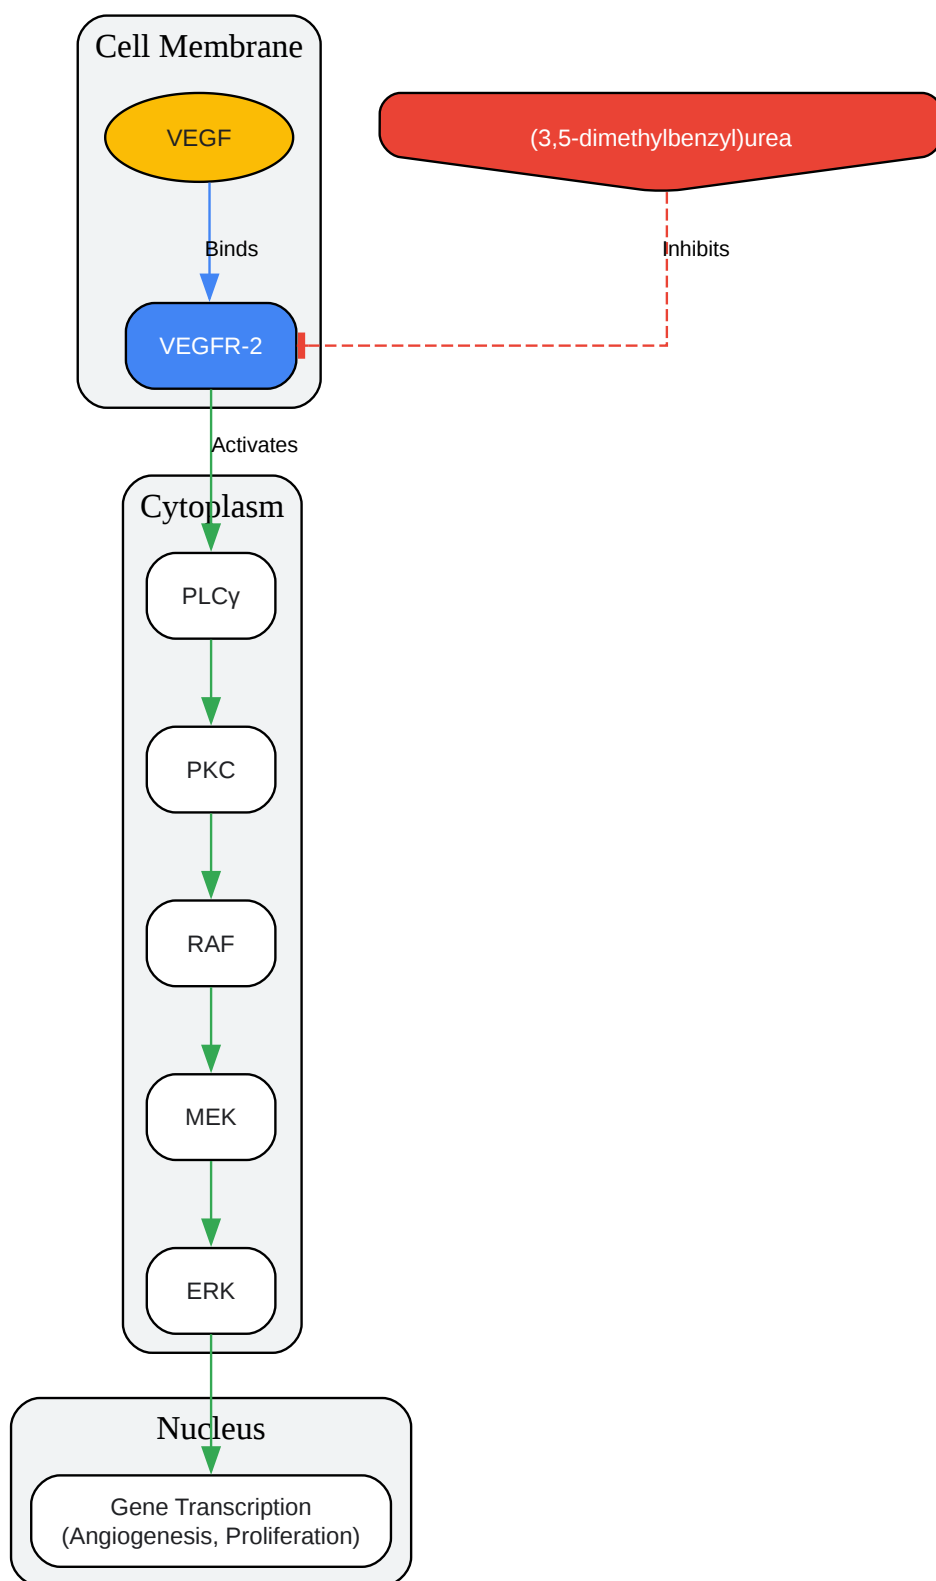 Cell Membrane
VEGF
(3,5-dimethylbenzyl)urea
Binds
Inhibits
VEGFR-2
Activates
Cytoplasm
PLCγ
PKC
RAF
MEK
ERK
Nucleus
Gene Transcription
(Angiogenesis, Proliferation)